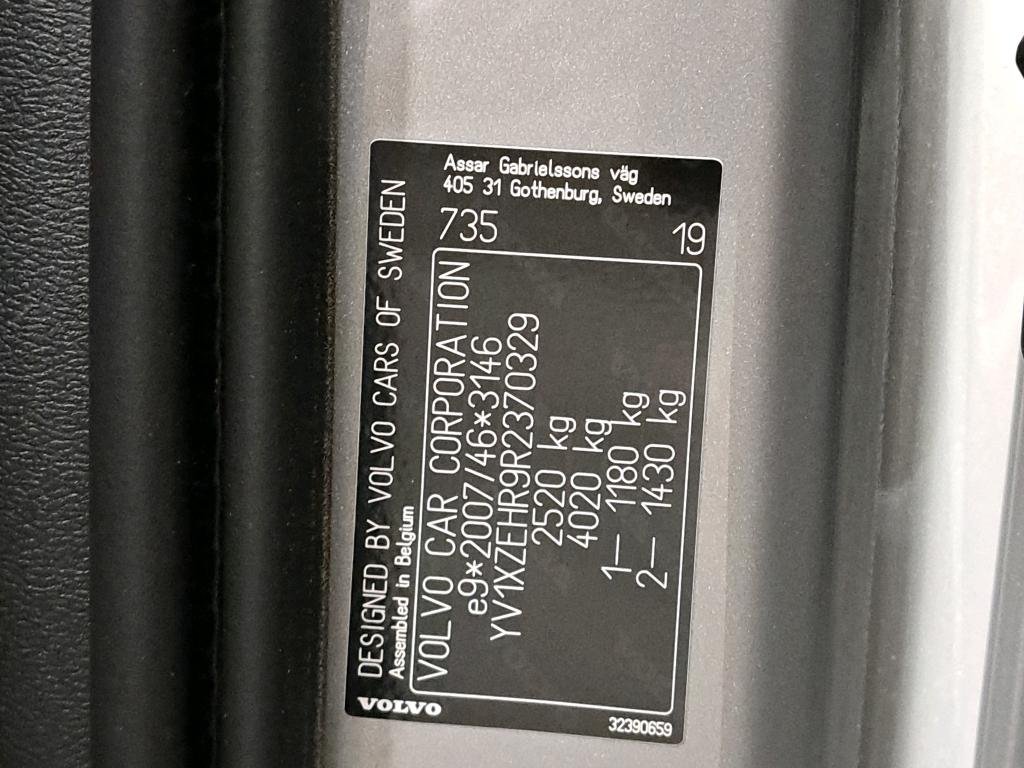 VOLVO
DESIGNED BY VOLVO CARS OF SWEDEN
Assembled in Belgium
Assar Gabrielssons väg
405 31 Gothenburg, Sweden
735
VOLVO CAR CORPORATION
e9*2007/46*3146
YV1XZEHR9R2370329
2520 kg
4020 kg
1– 1180 kg
2– 1430 kg
19
32390659